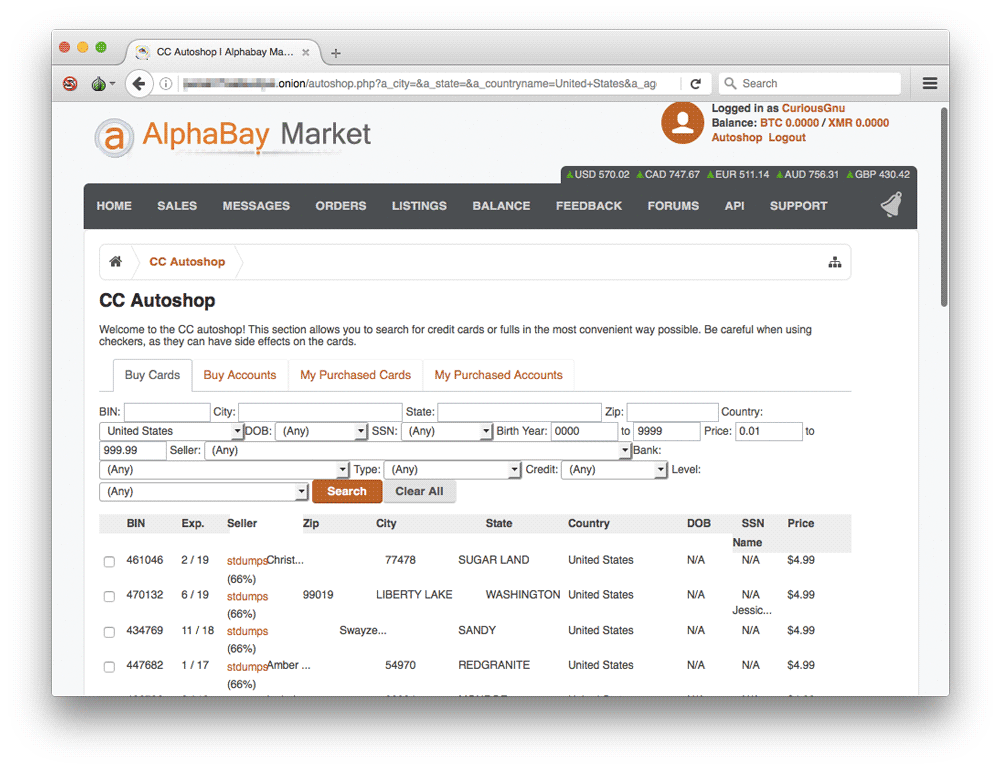 CC Autoshop | Alphabay Ma...
.onion/autoshop.php?a_city=&a_state=&a_countryname=United+States&a_ag
Search
AlphaBay Market
Logged in as CuriousGnu
Balance: BTC 0.0000 / XMR 0.0000
Autoshop Logout
USD 570.02 CAD 747.67 EUR 511.14 AUD 756.31 GBP 430.42
HOME SALES MESSAGES ORDERS LISTINGS BALANCE FEEDBACK FORUMS API SUPPORT
CC Autoshop
CC Autoshop
Welcome to the CC autoshop! This section allows you to search for credit cards or fulls in the most convenient way possible. Be careful when using
checkers, as they can have side effects on the cards.
Buy Cards Buy Accounts My Purchased Cards My Purchased Accounts
BIN: City: State: Zip: Country:
United States DOB: (Any) SSN: (Any) Birth Year: 0000 to 9999 Price: 0.01 to
999.99 Seller: (Any) Bank:
(Any) Type: (Any) Credit: (Any) Level:
(Any) Search Clear All
BIN Exp. Seller Zip City State Country DOB SSN Price
Name
461046 2 / 19 stdumps Christ... 77478 SUGAR LAND United States N/A N/A $4.99
(66%)
470132 6 / 19 stdumps 99019 LIBERTY LAKE WASHINGTON United States N/A N/A $4.99
(66%) Jessic...
434769 11 / 18 stdumps Swayze... SANDY United States N/A N/A $4.99
(66%)
447682 1 / 17 stdumps Amber ... 54970 REDGRANITE United States N/A N/A $4.99
(66%)